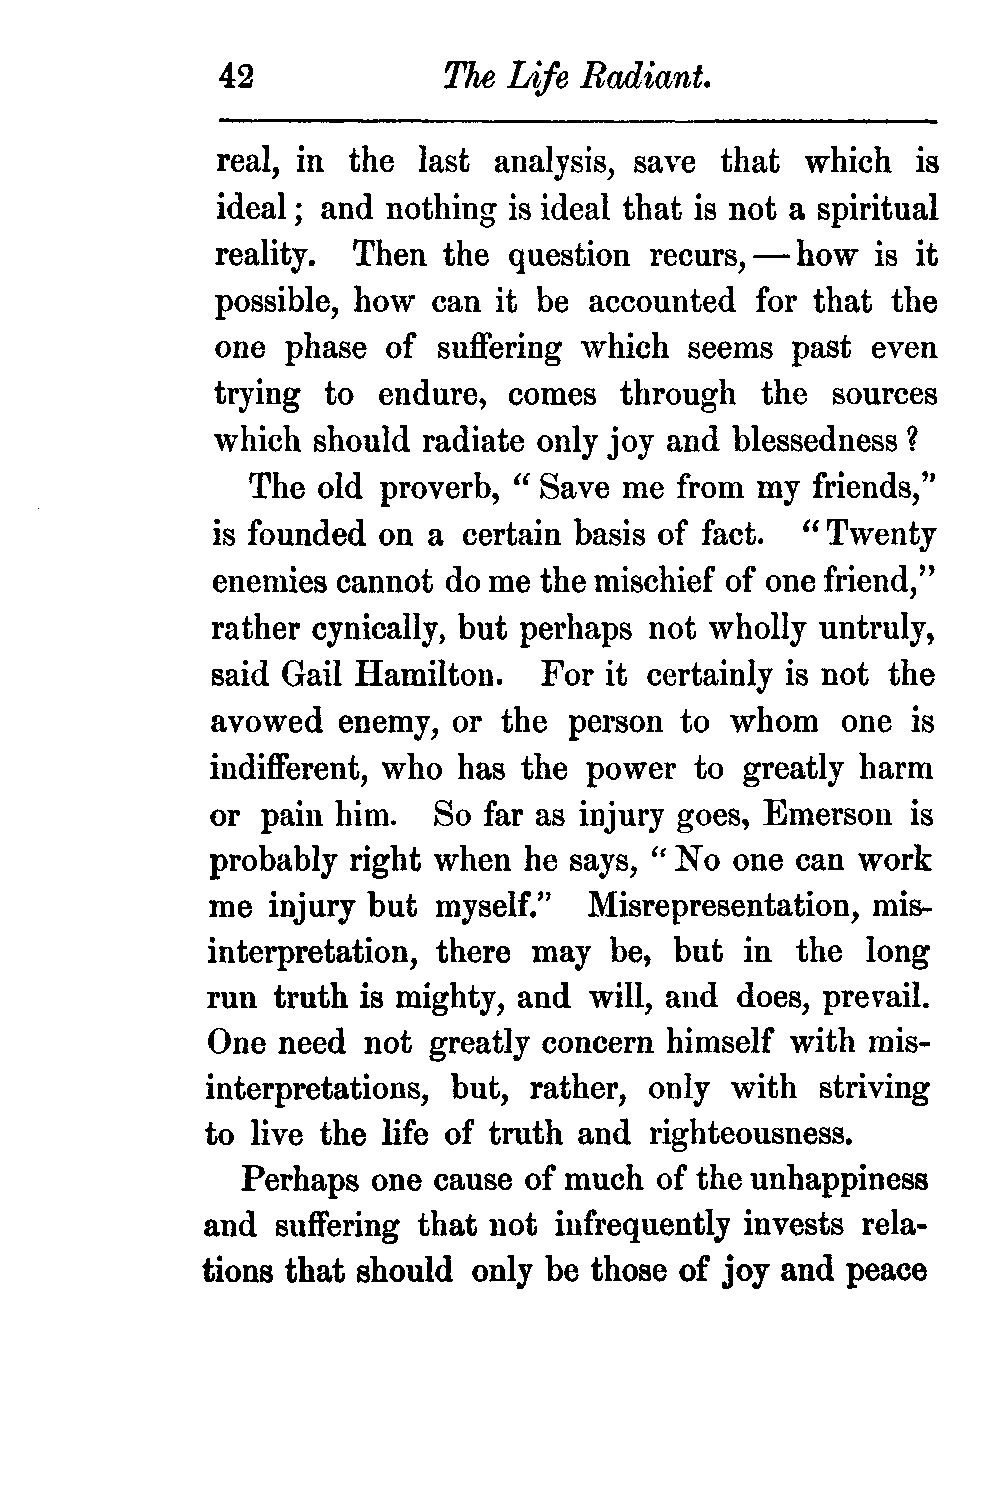 42 The Life Radiant.
real, in the last analysis, save that which is
ideal; and nothing is ideal that is not a spiritual
reality. Then the question recurs,—how is it
possible, how can it be accounted for that the
one phase of suffering which seems past even
trying to endure, comes through the sources
which should radiate only joy and blessedness?
The old proverb, "Save me from my friends,"
is founded on a certain basis of fact. "Twenty
enemies cannot do me the mischief of one friend,"
rather cynically, but perhaps not wholly untruly,
said Gail Hamilton. For it certainly is not the
avowed enemy, or the person to whom one is
indifferent, who has the power to greatly harm
or pain him. So far as injury goes, Emerson is
probably right when he says, "No one can work
me injury but myself." Misrepresentation, mis-
interpretation, there may be, but in the long
run truth is mighty, and will, and does, prevail.
One need not greatly concern himself with mis-
interpretations, but, rather, only with striving
to live the life of truth and righteousness.
Perhaps one cause of much of the unhappiness
and suffering that not infrequently invests rela-
tions that should only be those of joy and peace